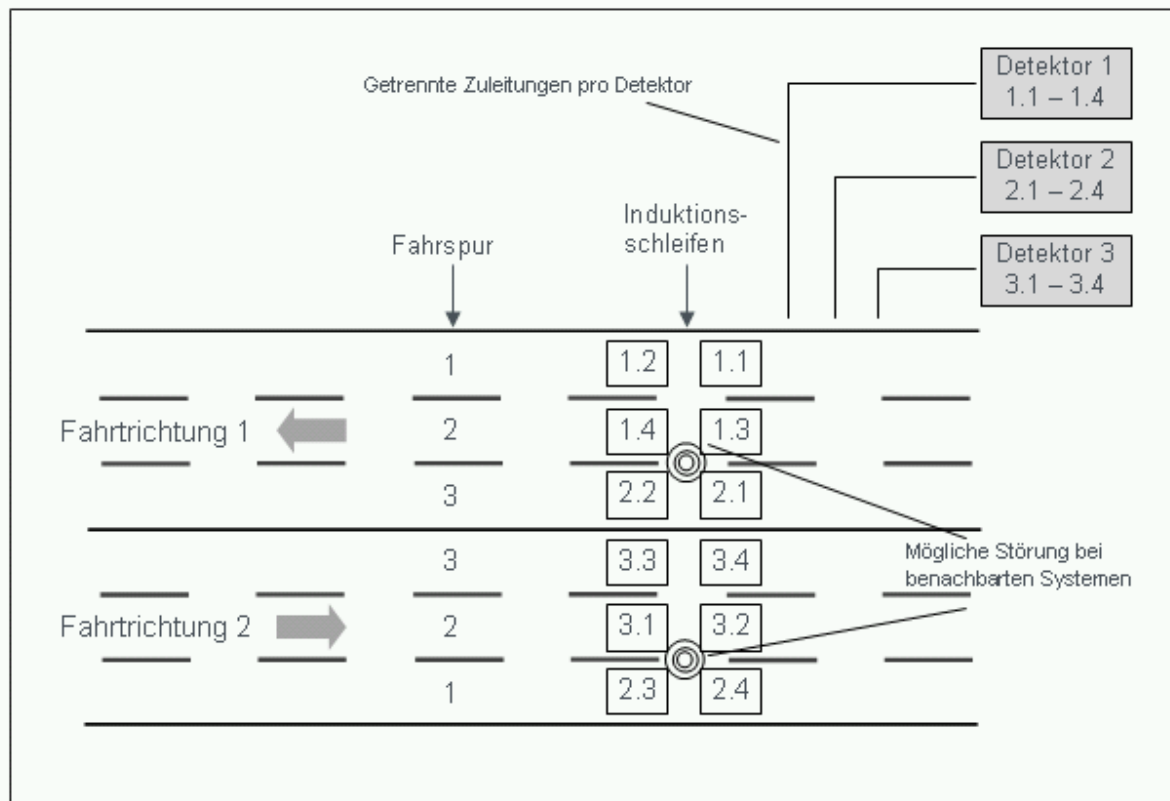 Detektor 1
1.1 – 1.4
Getrennte Zuleitungen pro Detektor
Detektor 2
2.1 – 2.4
Induktions-
schleifen
Fahrspur
Detektor 3
3.1 – 3.4
1
1.2
1.1
Fahrtrichtung 1
2
1.4
1.3
3
2.2
2.1
3
3.3
3.4
Mögliche Störung bei
benachbarten Systemen
Fahrtrichtung 2
2
3.1
3.2
1
2.3
2.4